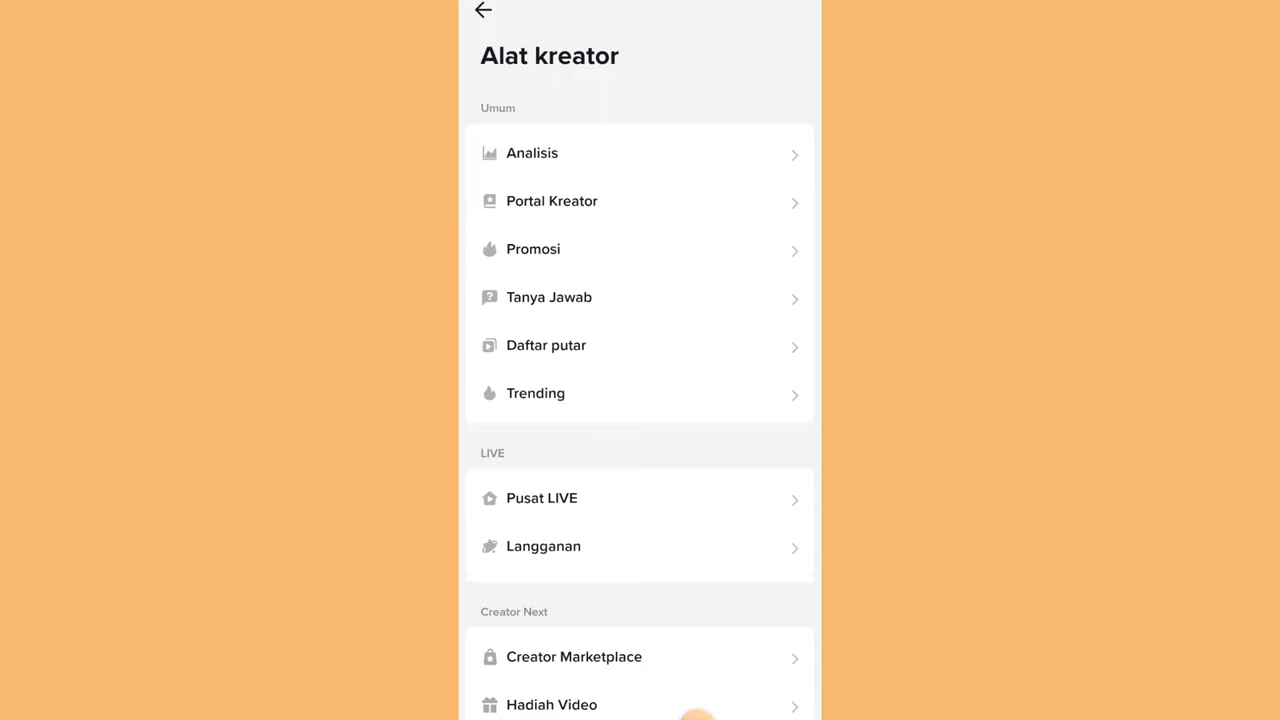 Alat kreator
Umum
Analisis
Portal Kreator
Promosi
Tanya Jawab
Daftar putar
Trending
LIVE
Pusat LIVE
Langganan
Creator Next
Creator Marketplace
Hadiah Video